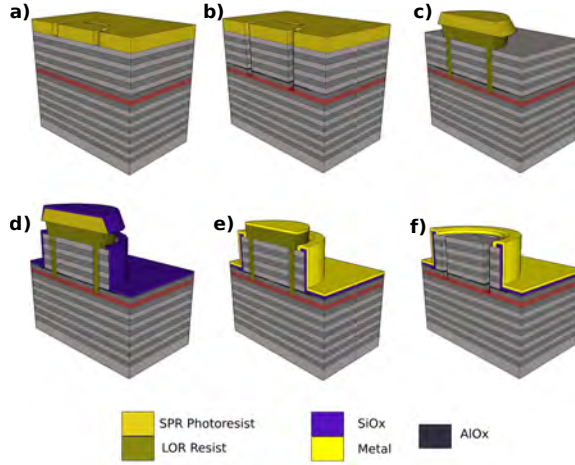 a)
b)
c)
d)
e)
f)
SPR Photoresist
LOR Resist
SiOx
Metal
AlOx